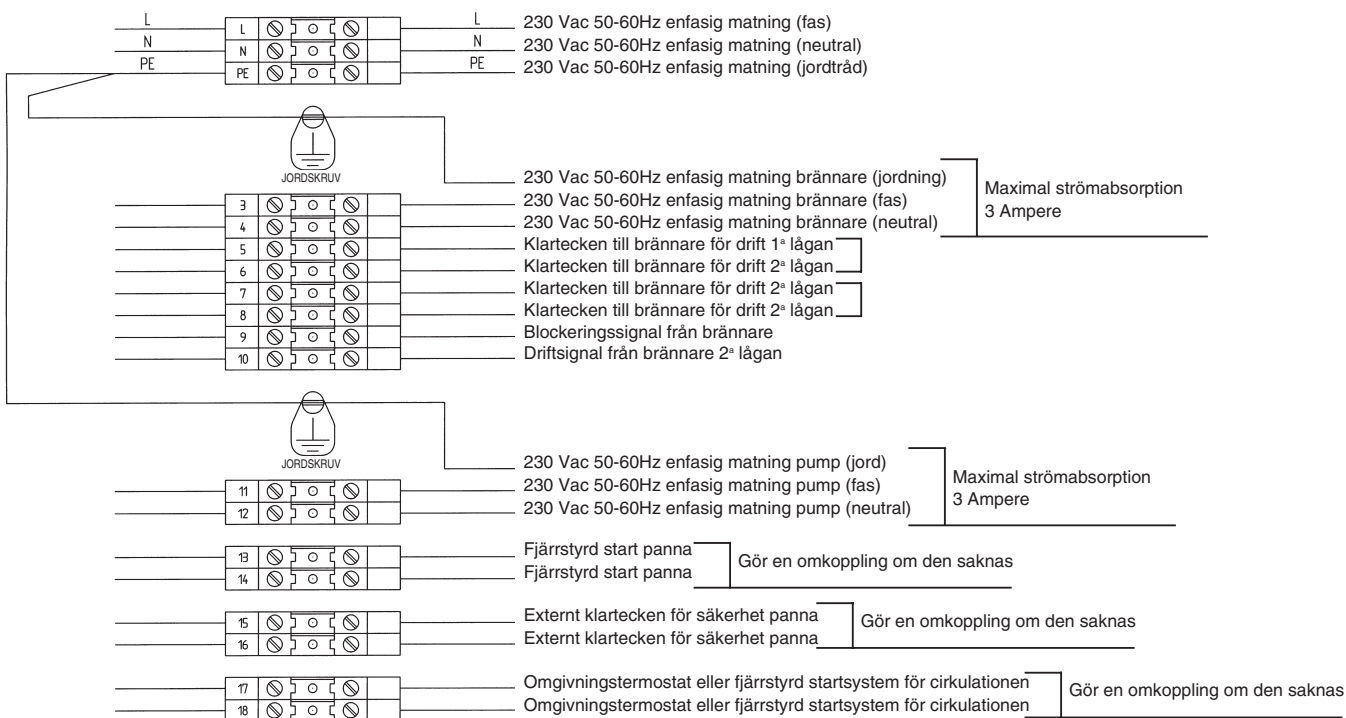 L L 230 Vac 50-60Hz enfasig matning (fas)
L
N N 230 Vac 50-60Hz enfasig matning (neutral)
N
PE PE 230 Vac 50-60Hz enfasig matning (jordtråd)
PE
JORDSKRUV
230 Vac 50-60Hz enfasig matning brännare (jordning)
3 230 Vac 50-60Hz enfasig matning brännare (fas)
4 230 Vac 50-60Hz enfasig matning brännare (neutral)
Maximal strömabsorption
3 Ampere
5 Klartecken till brännare för drift 1ª lågan
6 Klartecken till brännare för drift 2ª lågan
7 Klartecken till brännare för drift 2ª lågan
8 Klartecken till brännare för drift 2ª lågan
9 Blockeringssignal från brännare
10 Driftsignal från brännare 2ª lågan
JORDSKRUV
230 Vac 50-60Hz enfasig matning pump (jord)
11 230 Vac 50-60Hz enfasig matning pump (fas)
12 230 Vac 50-60Hz enfasig matning pump (neutral)
Maximal strömabsorption
3 Ampere
13 Fjärrstyrd start panna
14 Fjärrstyrd start panna
Gör en omkoppling om den saknas
15 Externt klartecken för säkerhet panna
16 Externt klartecken för säkerhet panna
Gör en omkoppling om den saknas
17 Omgivningstermostat eller fjärrstyrd startsystem för cirkulationen
18 Omgivningstermostat eller fjärrstyrd startsystem för cirkulationen
Gör en omkoppling om den saknas